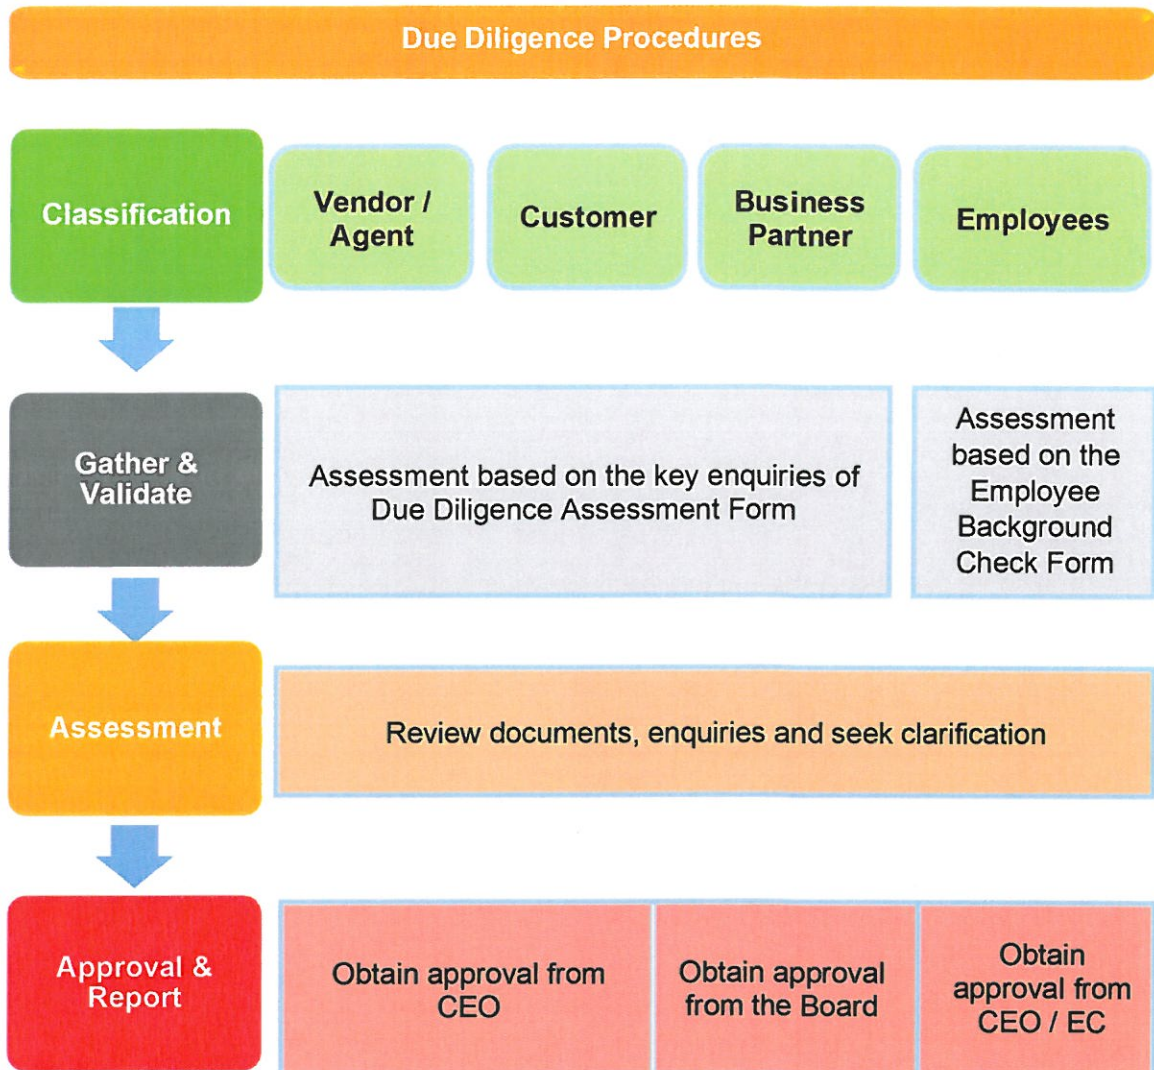 Due Diligence Procedures
Classification
Vendor /
Agent
Customer
Business
Partner
Employees
Gather &
Validate
Assessment based on the key enquiries of
Due Diligence Assessment Form
Assessment
based on the
Employee
Background
Check Form
Assessment
Review documents, enquiries and seek clarification
Approval &
Report
Obtain approval from
CEO
Obtain approval
from the Board
Obtain
approval from
CEO / EC